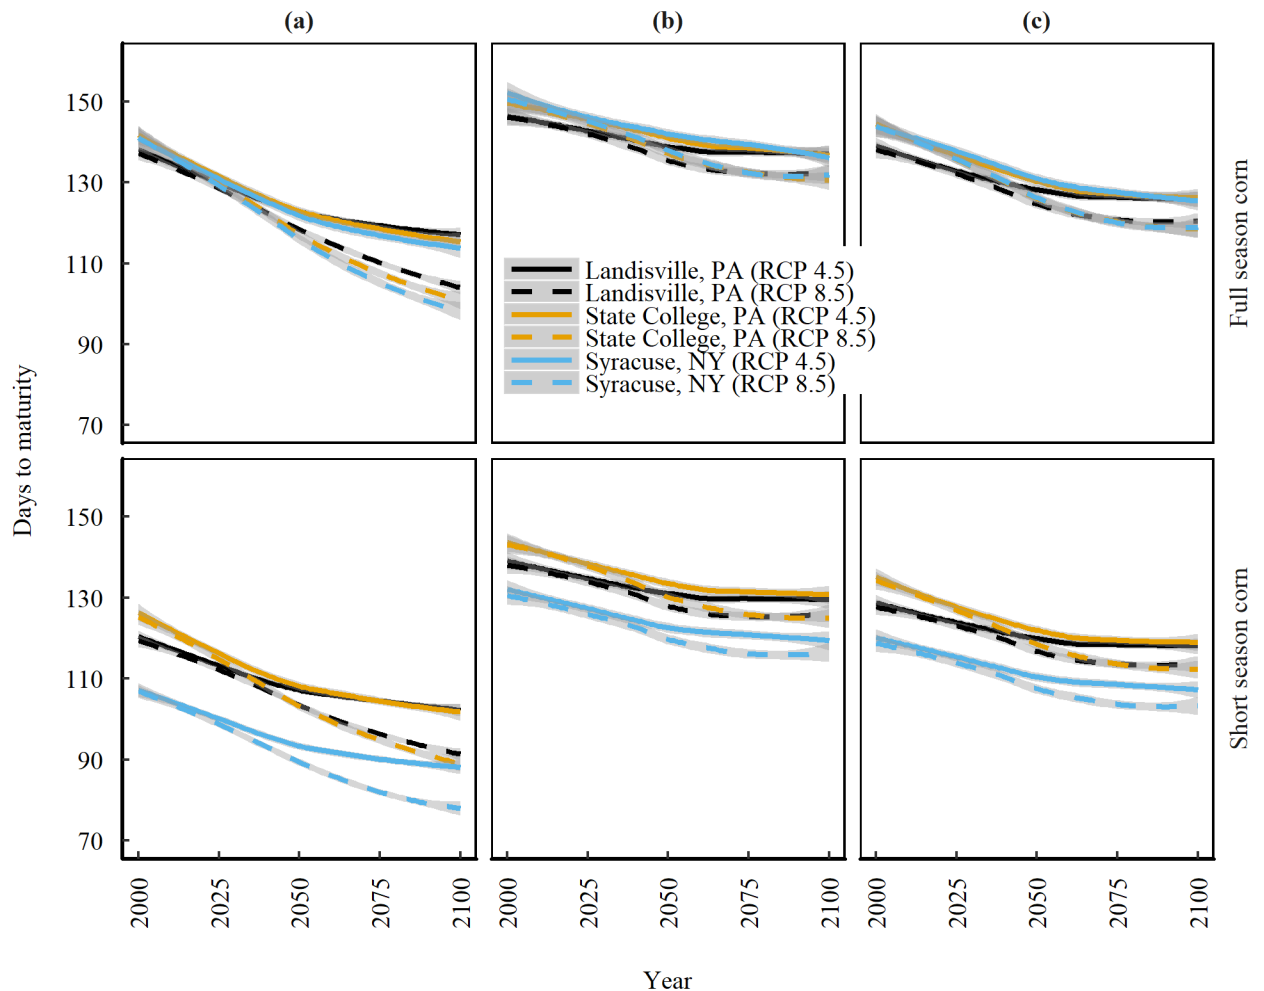 (a)
(b)
(c)
150
130
110
90
70
Full season corn
Landisville, PA (RCP 4.5)
Landisville, PA (RCP 8.5)
State College, PA (RCP 4.5)
State College, PA (RCP 8.5)
Syracuse, NY (RCP 4.5)
Syracuse, NY (RCP 8.5)
Days to maturity
150
130
110
90
70
Short season corn
2000
2025
2050
2075
2100
2000
2025
2050
2075
2100
2000
2025
2050
2075
2100
Year